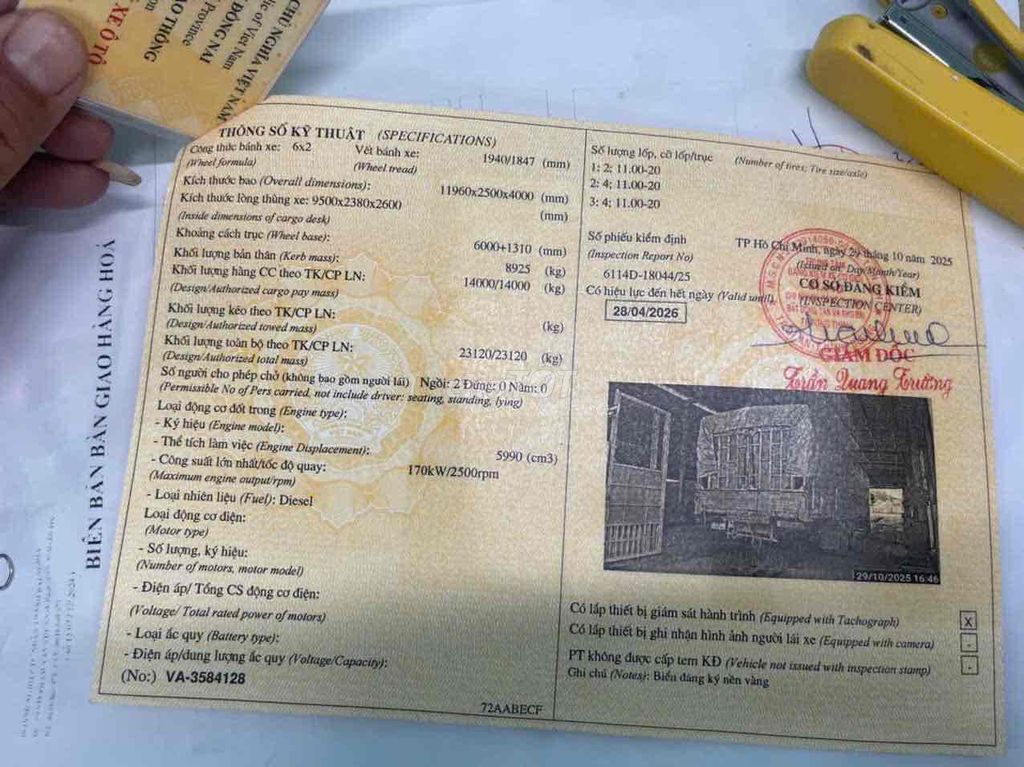 CHỦ NGHĨA VIỆT NAM
lic of Viet Nam
ĐỒNG NAI
Province
AO THÔNG
XE Ô TÔ
BIÊN BẢN BÀN GIAO HÀNG HOÁ
THÔNG SỐ KỸ THUẬT (SPECIFICATIONS)
Công thức bánh xe: 6x2 Vết bánh xe: 1940/1847 (mm)
(Wheel formula) (Wheel tread)
Kích thước bao (Overall dimensions): 11960x2500x4000 (mm)
Kích thước lòng thùng xe: 9500x2380x2600 (mm)
(Inside dimensions of cargo desk)
Khoảng cách trục (Wheel base): 6000+1310 (mm)
Khối lượng bản thân (Kerb mass): 8925 (kg)
Khối lượng hàng CC theo TK/CP LN: 14000/14000 (kg)
(Design/Authorized cargo pay mass)
Khối lượng kéo theo TK/CP LN: (kg)
(Design/Authorized towed mass)
Khối lượng toàn bộ theo TK/CP LN: 23120/23120 (kg)
(Design/Authorized total mass)
Số người cho phép chở (không bao gồm người lái) Ngồi: 2 Đứng: 0 Nằm: 0
(Permissible No of Pers carried, not include driver: seating, standing, lying)
Loại động cơ đốt trong (Engine type):
- Ký hiệu (Engine model):
- Thể tích làm việc (Engine Displacement): 5990 (cm3)
- Công suất lớn nhất/tốc độ quay: 170kW/2500rpm
(Maximum engine output/rpm)
- Loại nhiên liệu (Fuel): Diesel
Loại động cơ điện:
(Motor type)
- Số lượng, ký hiệu:
(Number of motors, motor model)
- Điện áp/ Tổng CS động cơ điện:
(Voltage/ Total rated power of motors)
- Loại ắc quy (Battery type):
- Điện áp/dung lượng ắc quy (Voltage/Capacity):
(No:) VA-3584128
72AABECF
Số lượng lốp, cỡ lốp/trục (Number of tires; Tire size/axle)
1: 2; 11.00-20
2: 4; 11.00-20
3: 4; 11.00-20
Số phiếu kiểm định
(Inspection Report No)
6114D-18044/25
Có hiệu lực đến hết ngày (Valid until)
28/04/2026
TP Hồ Chí Minh, ngày 29 tháng 10 năm 2025
(Issued on: Day/Month/Year)
CƠ SỞ ĐĂNG KIỂM
(INSPECTION CENTER)
GIÁM ĐỐC
Trần Quang Trường
29/10/2025 16:46
Có lắp thiết bị giám sát hành trình (Equipped with Tachograph) X
Có lắp thiết bị ghi nhận hình ảnh người lái xe (Equipped with camera) -
PT không được cấp tem KĐ (Vehicle not issued with inspection stamp) -
Ghi chú (Notes): Biển đăng ký nền vàng